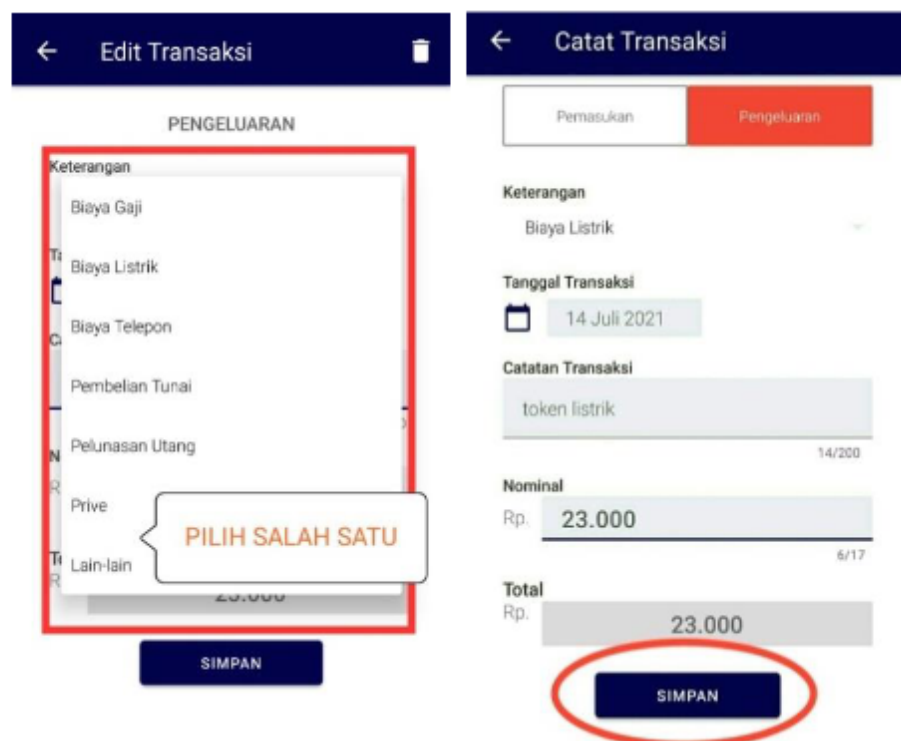 Edit Transaksi
PENGELUARAN
Keterangan
Biaya Gaji
Biaya Listrik
Biaya Telepon
Pembelian Tunai
Pelunasan Utang
Prive
Lain-lain
PILIH SALAH SATU
SIMPAN
Catat Transaksi
Pemasukan
Pengeluaran
Keterangan
Biaya Listrik
Tanggal Transaksi
14 Juli 2021
Catatan Transaksi
token listrik
14/200
Nominal
Rp. 23.000
6/17
Total
Rp. 23.000
SIMPAN